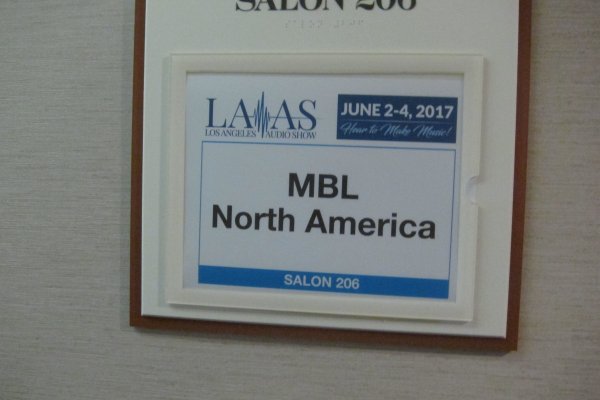 SALON 206
LAAS
LOS ANGELES AUDIO SHOW
JUNE 2-4, 2017
Hear to Make Music!
MBL
North America
SALON 206